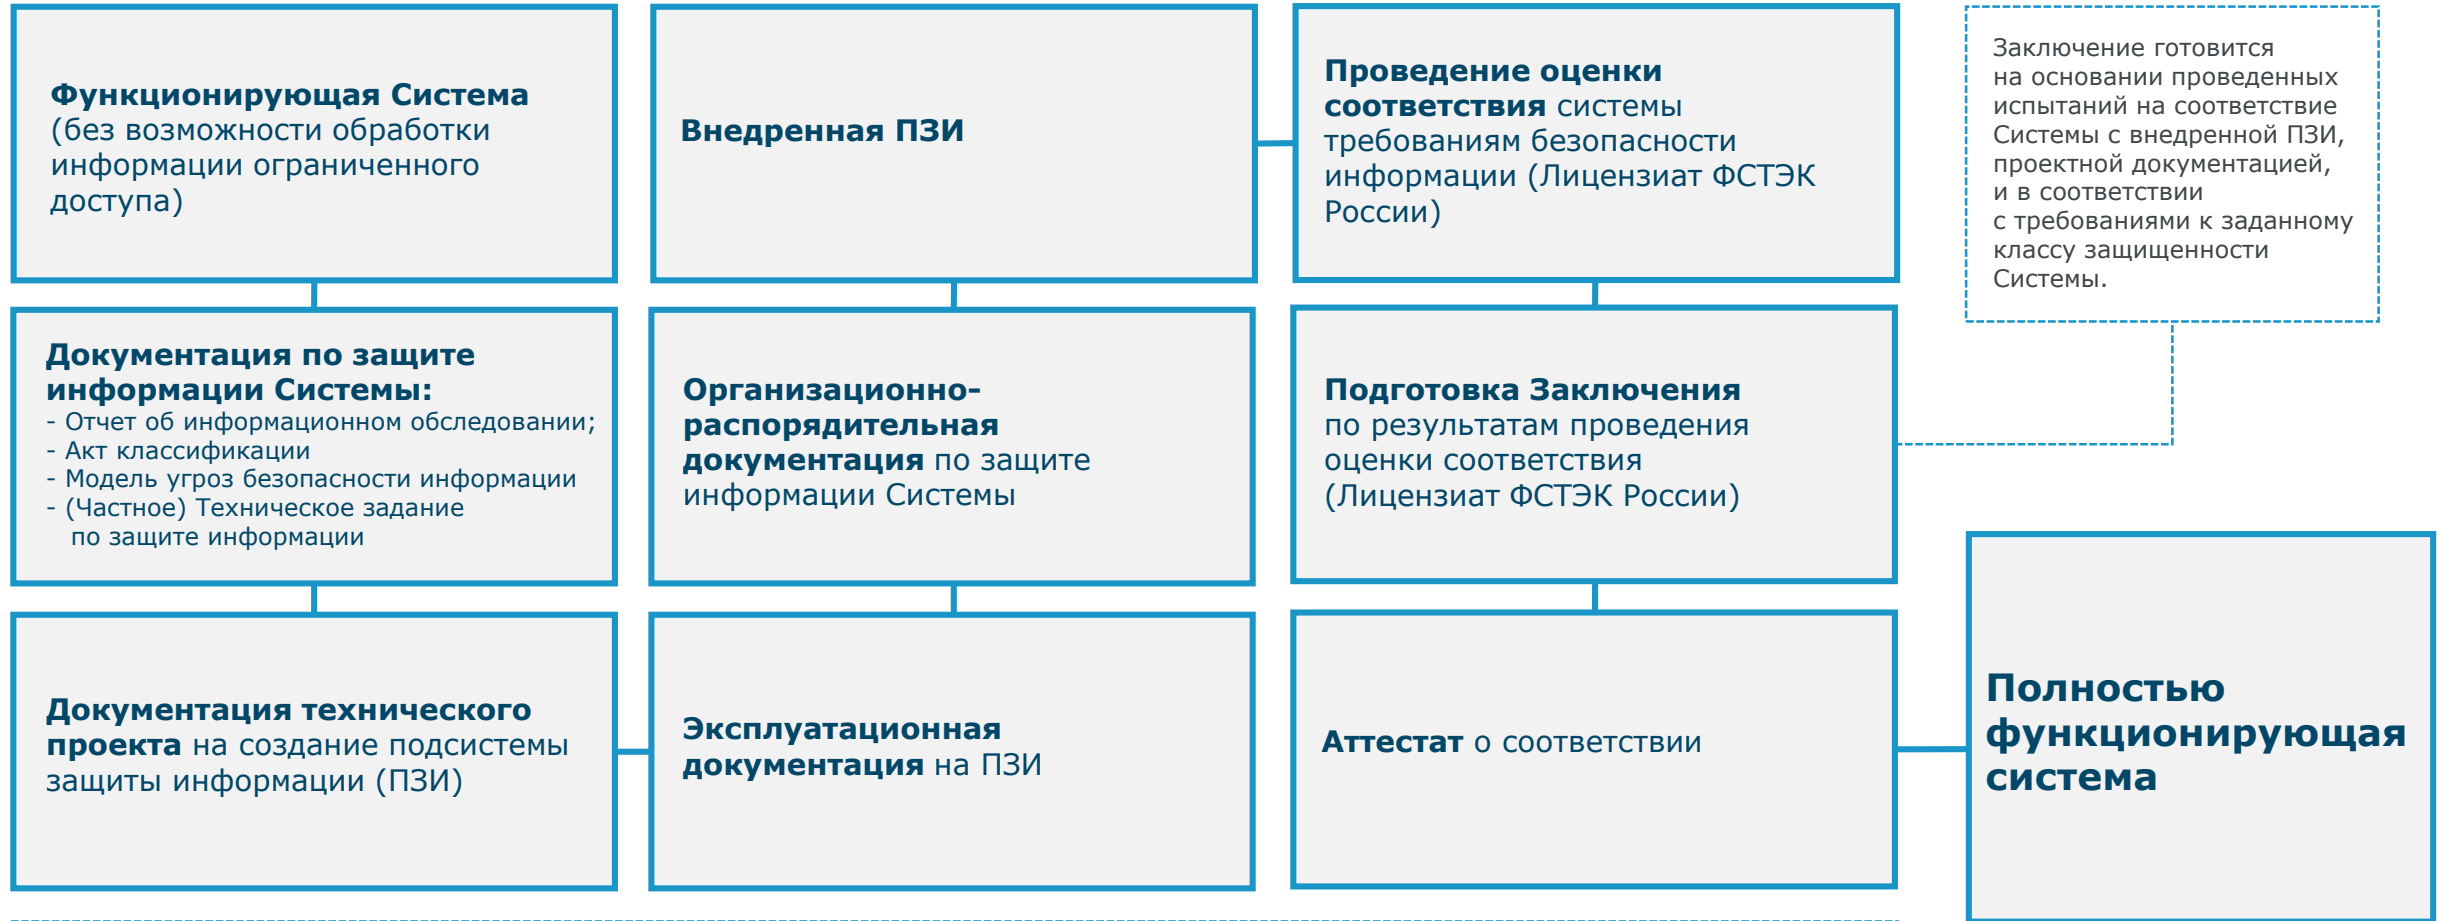 Функционирующая Система
(без возможности обработки
информации ограниченного
доступа)
Документация по защите
информации Системы:
- Отчет об информационном обследовании;
- Акт классификации
- Модель угроз безопасности информации
- (Частное) Техническое задание
по защите информации
Документация технического
проекта на создание подсистемы
защиты информации (ПЗИ)
Эксплуатационная
документация на ПЗИ
Организационно-
распорядительная
документация по защите
информации Системы
Внедренная ПЗИ
Проведение оценки
соответствия системы
требованиям безопасности
информации (Лицензиат ФСТЭК
России)
Подготовка Заключения
по результатам проведения
оценки соответствия
(Лицензиат ФСТЭК России)
Заключение готовится
на основании проведенных
испытаний на соответствие
Системы с внедренной ПЗИ,
проектной документацией,
и в соответствии
с требованиями к заданному
классу защищенности
Системы.
Аттестат о соответствии
Полностью
функционирующая
система